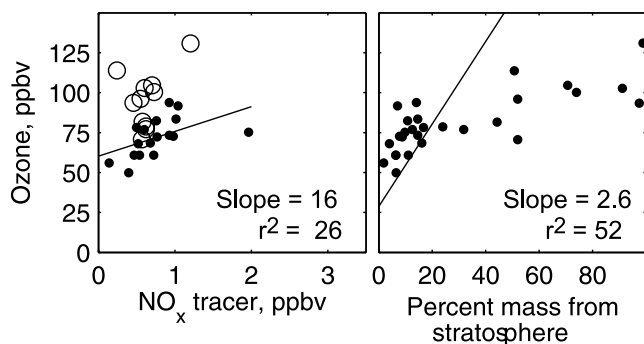 Ozone, ppbv
125
100
75
50
25
0
Slope = 16
r² = 26
0 1 2 3
NOₓ tracer, ppbv
Slope = 2.6
r² = 52
0 20 40 60 80
Percent mass from
stratosphere